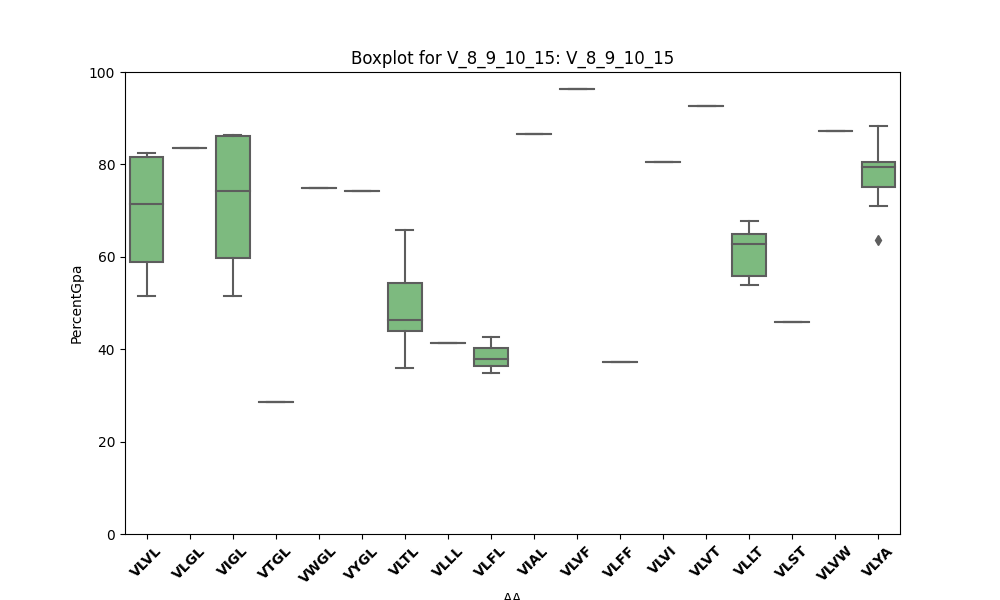 Boxplot for V_8_9_10_15: V_8_9_10_15
PercentGpa
100
80
60
40
20
0
VLVL VLGL VIGL VTGL VWGL VYGL VLTL VLLL VLFL VIAL VLVF VLFF VLVI VLVT VLLT VLST VLVW VLYA
AA